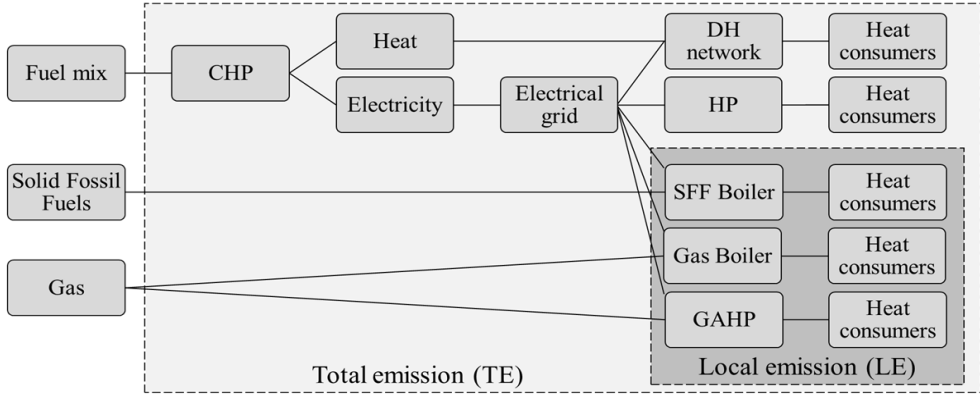 Fuel mix
CHP
Heat
Electricity
Electrical
grid
DH
network
Heat
consumers
HP
Heat
consumers
Solid Fossil
Fuels
SFF Boiler
Heat
consumers
Gas
Gas Boiler
Heat
consumers
GAHP
Heat
consumers
Total emission (TE)
Local emission (LE)